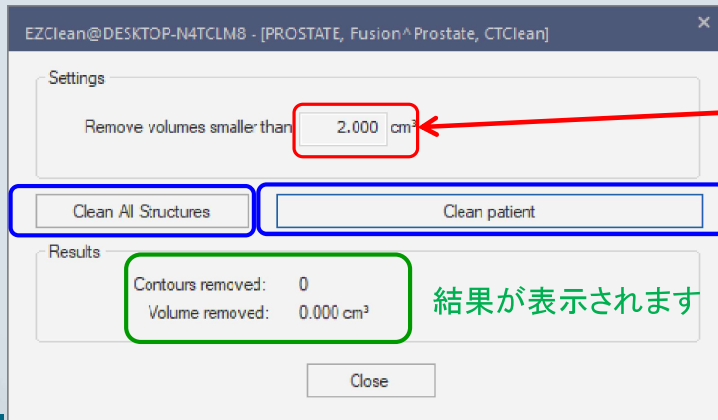 EZClean@DESKTOP-N4TCLM8 - [PROSTATE, Fusion^Prostate, CTClean]
Settings
Remove volumes smaller than 2.000 cm³
Clean All Structures Clean patient
Results
Contours removed: 0
Volume removed: 0.000 cm³
結果が表示されます
Close